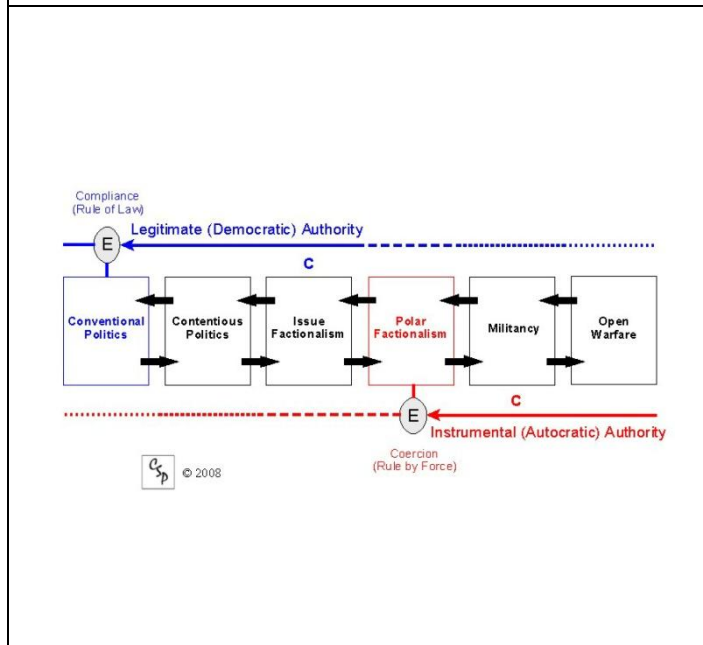 Compliance
(Rule of Law)
E
Legitimate (Democratic) Authority
C
Conventional
Politics
Contentious
Politics
Issue
Factionalism
Polar
Factionalism
Militancy
Open
Warfare
E
C
Instrumental (Autocratic) Authority
Coercion
(Rule by Force)
CSP
© 2008